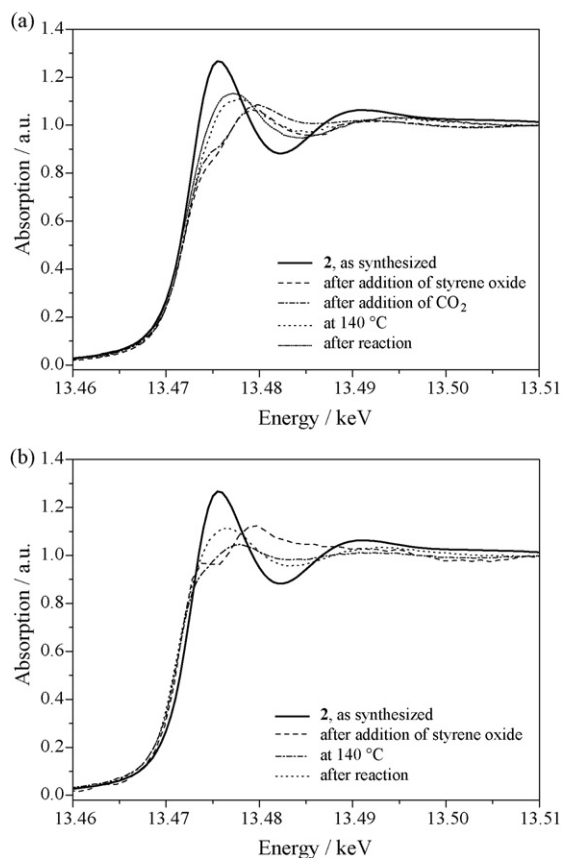 (a)
Absorption / a.u.
1.4
1.2
1.0
0.8
0.6
0.4
0.2
0.0
2, as synthesized
after addition of styrene oxide
after addition of CO₂
at 140 °C
after reaction
13.46 13.47 13.48 13.49 13.50 13.51
Energy / keV
(b)
Absorption / a.u.
1.4
1.2
1.0
0.8
0.6
0.4
0.2
0.0
2, as synthesized
after addition of styrene oxide
at 140 °C
after reaction
13.46 13.47 13.48 13.49 13.50 13.51
Energy / keV